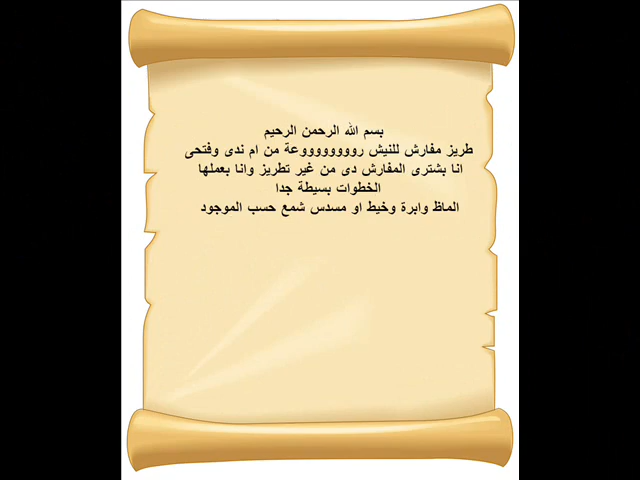 بسم الله الرحمن الرحيم
طريز مفارش للنيش رووووووووعة من ام ندى وفتحى
انا بشترى المفارش دى من غير تطريز وانا بعملها
الخطوات بسيطة جدا
الماظ وابرة وخيط او مسدس شمع حسب الموجود